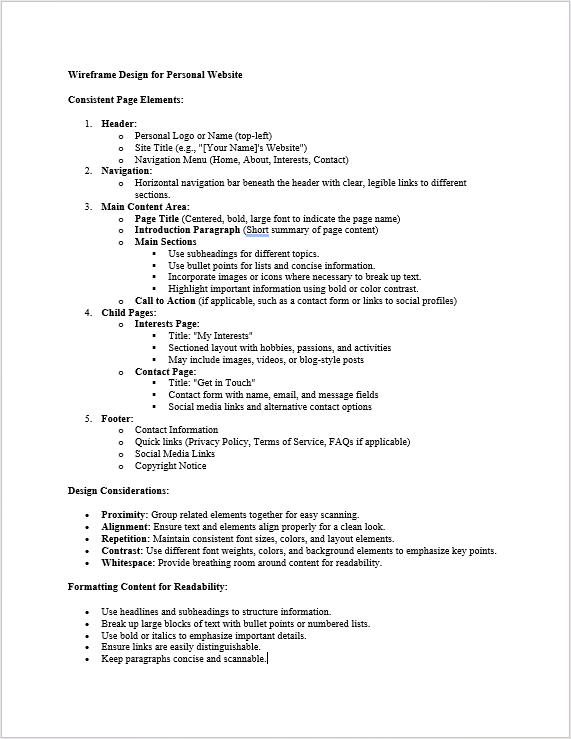 Wireframe Design for Personal Website
Consistent Page Elements:
1. Header:
o Personal Logo or Name (top-left)
o Site Title (e.g., "[Your Name]'s Website")
o Navigation Menu (Home, About, Interests, Contact)
2. Navigation:
o Horizontal navigation bar beneath the header with clear, legible links to different
sections.
3. Main Content Area:
o Page Title (Centered, bold, large font to indicate the page name)
o Introduction Paragraph (Short summary of page content)
o Main Sections
▪ Use subheadings for different topics.
▪ Use bullet points for lists and concise information.
▪ Incorporate images or icons where necessary to break up text.
▪ Highlight important information using bold or color contrast.
o Call to Action (if applicable, such as a contact form or links to social profiles)
4. Child Pages:
o Interests Page:
▪ Title: "My Interests"
▪ Sectioned layout with hobbies, passions, and activities
▪ May include images, videos, or blog-style posts
o Contact Page:
▪ Title: "Get in Touch"
▪ Contact form with name, email, and message fields
▪ Social media links and alternative contact options
5. Footer:
o Contact Information
o Quick links (Privacy Policy, Terms of Service, FAQs if applicable)
o Social Media Links
o Copyright Notice
Design Considerations:
• Proximity: Group related elements together for easy scanning.
• Alignment: Ensure text and elements align properly for a clean look.
• Repetition: Maintain consistent font sizes, colors, and layout elements.
• Contrast: Use different font weights, colors, and background elements to emphasize key points.
• Whitespace: Provide breathing room around content for readability.
Formatting Content for Readability:
• Use headlines and subheadings to structure information.
• Break up large blocks of text with bullet points or numbered lists.
• Use bold or italics to emphasize important details.
• Ensure links are easily distinguishable.
• Keep paragraphs concise and scannable.